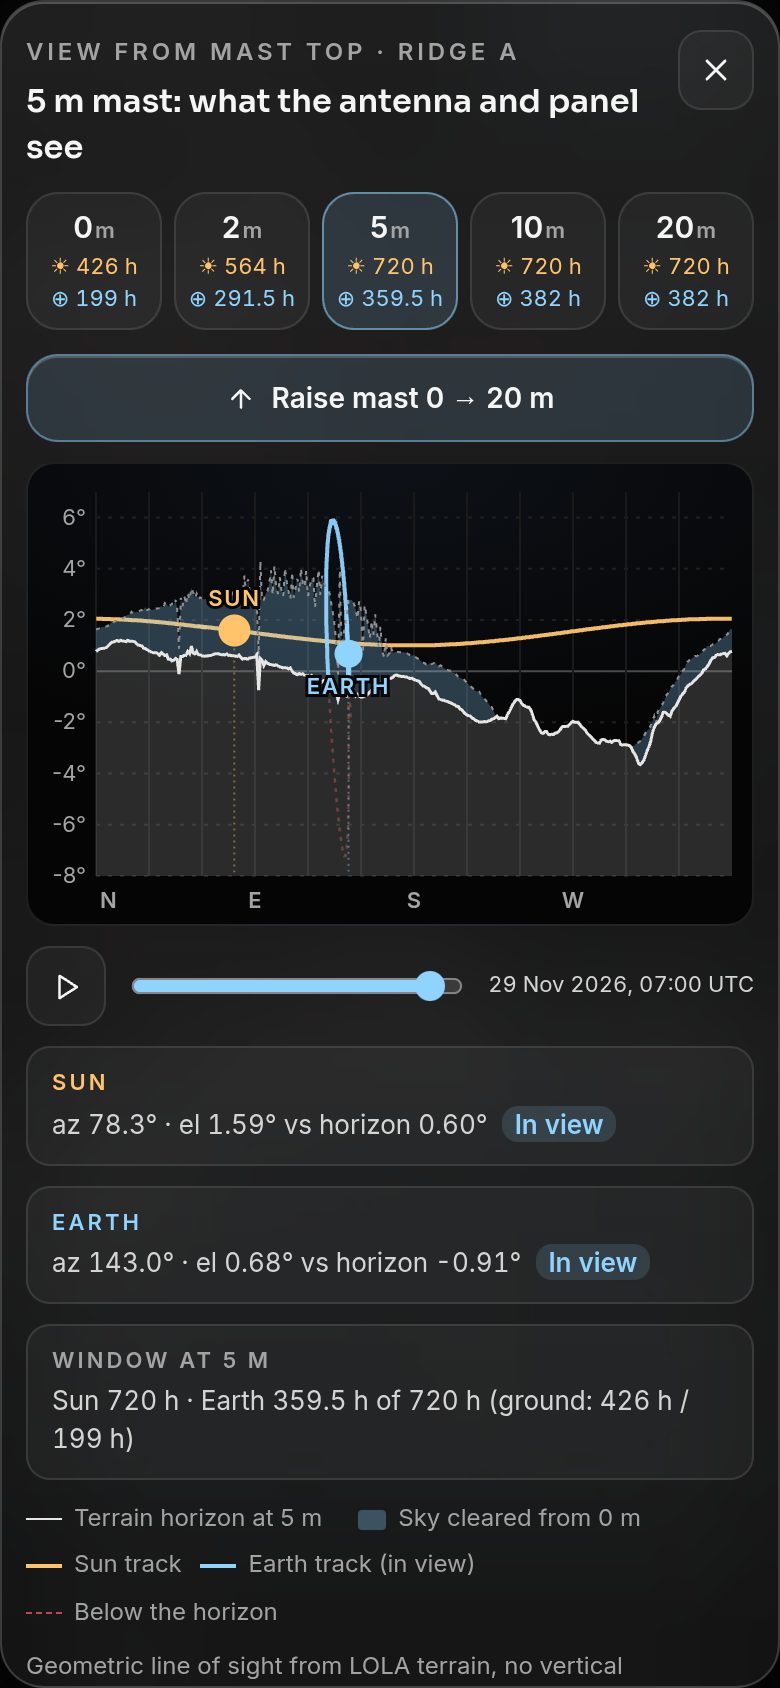 VIEW FROM MAST TOP · RIDGE A
5 m mast: what the antenna and panel
see
0m
☀ 426 h
⊕ 199 h
2m
☀ 564 h
⊕ 291.5 h
5m
☀ 720 h
⊕ 359.5 h
10m
☀ 720 h
⊕ 382 h
20m
☀ 720 h
⊕ 382 h
↑ Raise mast 0 → 20 m
6°
4°
2°
0°
-2°
-4°
-6°
-8°
SUN
EARTH
N E S W
29 Nov 2026, 07:00 UTC
SUN
az 78.3° · el 1.59° vs horizon 0.60° In view
EARTH
az 143.0° · el 0.68° vs horizon -0.91° In view
WINDOW AT 5 M
Sun 720 h · Earth 359.5 h of 720 h (ground: 426 h /
199 h)
Terrain horizon at 5 m Sky cleared from 0 m
Sun track Earth track (in view)
Below the horizon
Geometric line of sight from LOLA terrain, no vertical